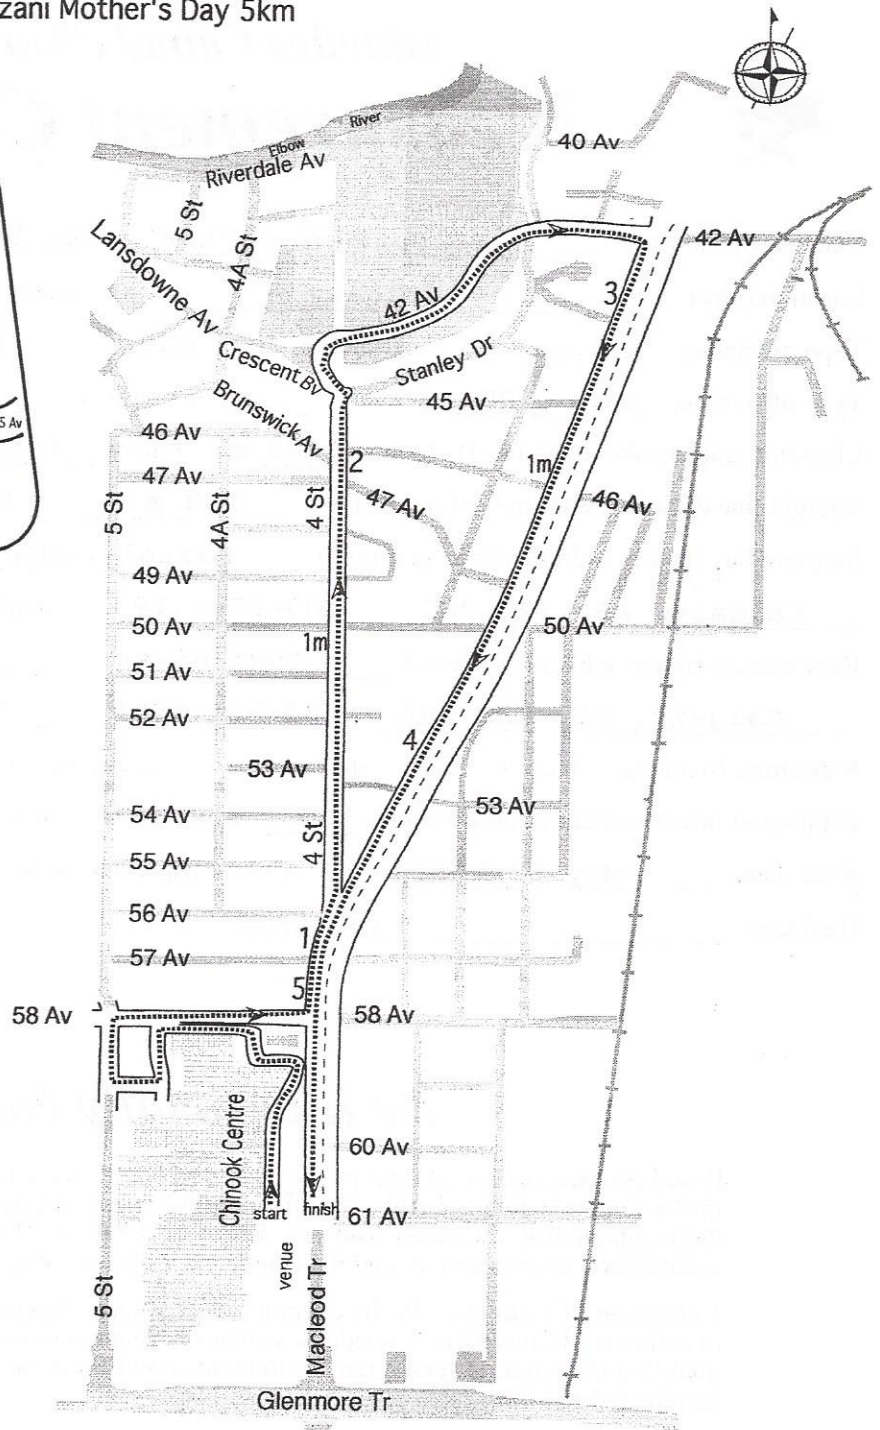 zani Mother's Day 5km
River
Elbow
40 Av
Riverdale Av
5 St
4A St
Lansdowne Av
42 Av
42 Av
3
Crescent Bv
Stanley Dr
Brunswick Av
45 Av
5 Av
46 Av
2
1m
47 Av
47 Av
46 Av
5 St
4A St
4 St
49 Av
50 Av
1m
50 Av
51 Av
52 Av
4
53 Av
53 Av
54 Av
4 St
55 Av
56 Av
1
57 Av
5
58 Av
58 Av
Chinook Centre
60 Av
start
finish
61 Av
venue
5 St
Macleod Tr
Glenmore Tr